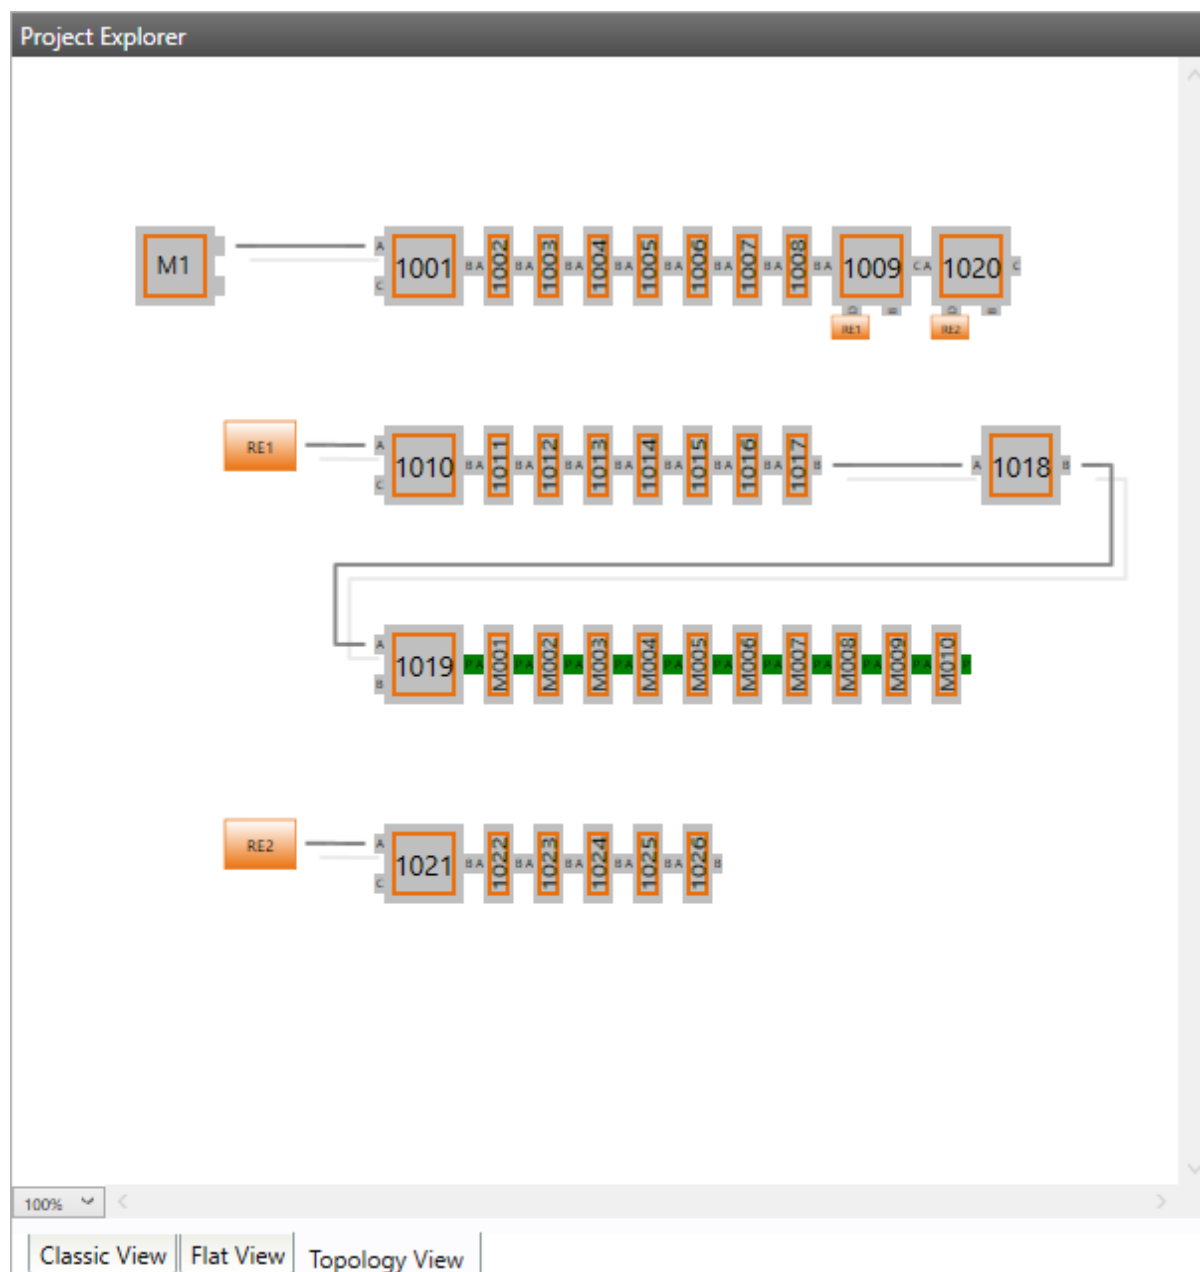 Project Explorer
M1 A C 1001 B A 1002 B A 1003 B A 1004 B A 1005 B A 1006 B A 1007 B A 1008 B A 1009 C A 1020 C
D B D B
RE1 RE2
RE1 A C 1010 B A 1011 B A 1012 B A 1013 B A 1014 B A 1015 B A 1016 B A 1017 B A 1018 B
A B 1019 P A M001 P A M002 P A M003 P A M004 P A M005 P A M006 P A M007 P A M008 P A M009 P A M010 P
RE2 A C 1021 B A 1022 B A 1023 B A 1024 B A 1025 B A 1026 B
100%
Classic View Flat View Topology View